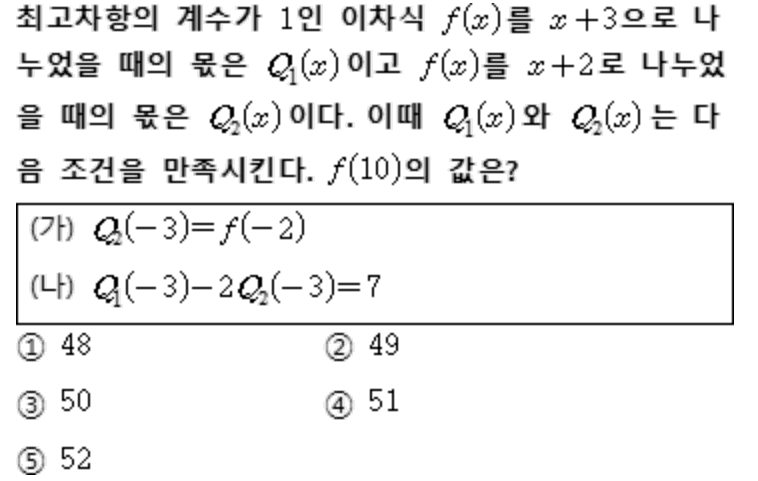 최고차항의 계수가 1인 이차식 f(x)를 x+3으로 나
누었을 때의 몫은 Q₁(x)이고 f(x)를 x+2로 나누었
을 때의 몫은 Q₂(x)이다. 이때 Q₁(x)와 Q₂(x)는 다
음 조건을 만족시킨다. f(10)의 값은?
(가) Q₂(-3)=f(-2)
(나) Q₁(-3)-2Q₂(-3)=7
① 48 ② 49
③ 50 ④ 51
⑤ 52